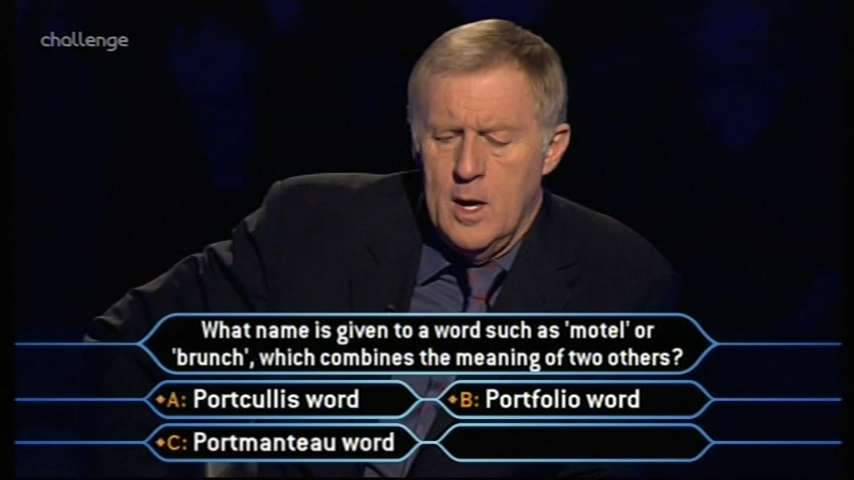 challenge
What name is given to a word such as 'motel' or
'brunch', which combines the meaning of two others?
A: Portcullis word
B: Portfolio word
C: Portmanteau word